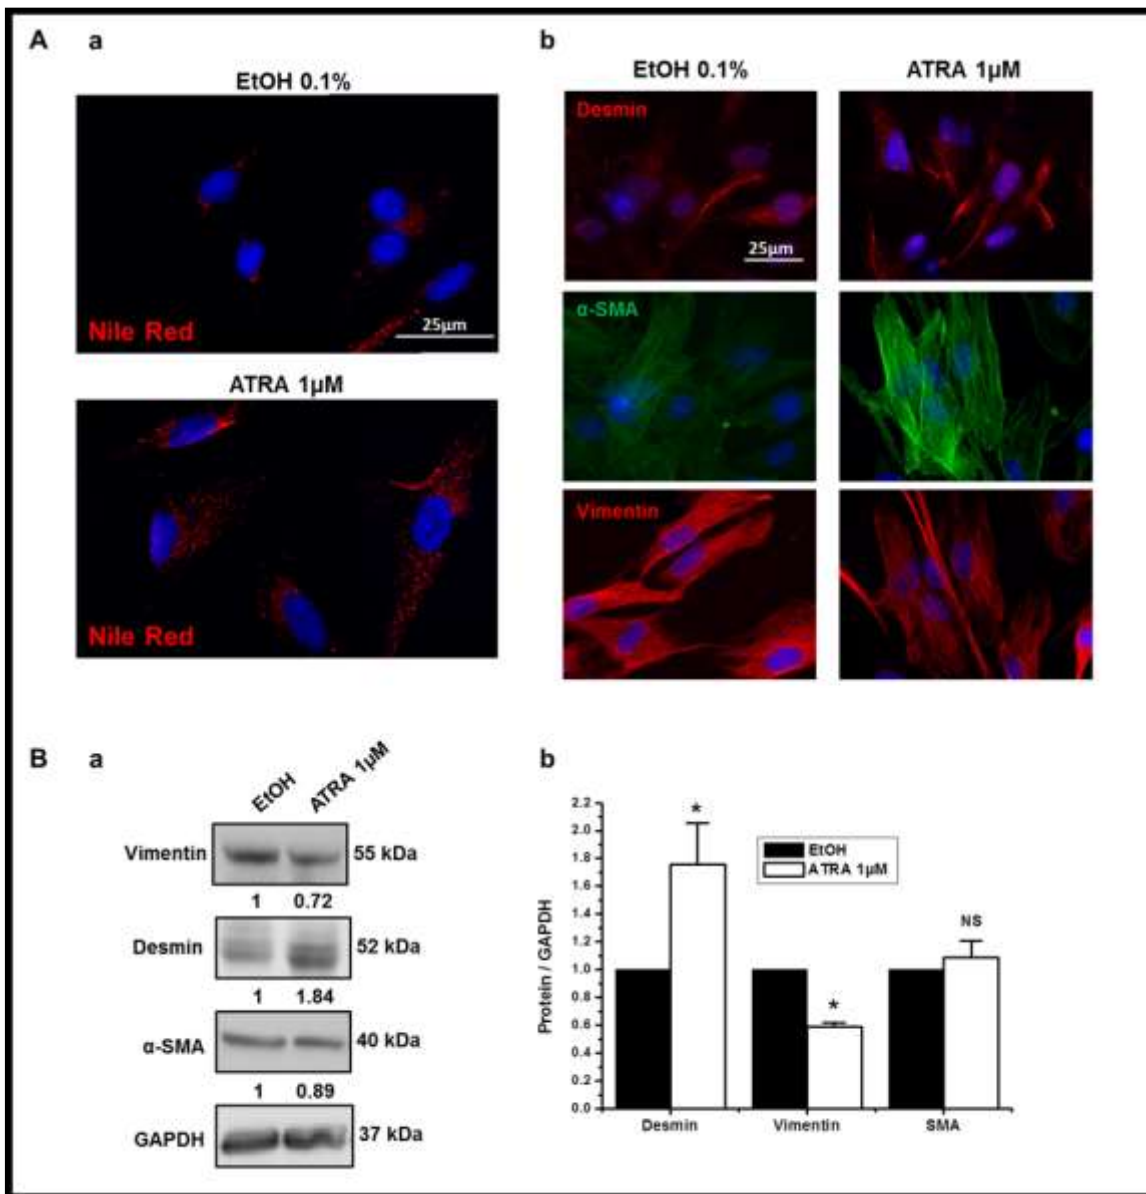 A a
EtOH 0.1%
Nile Red
25µm
ATRA 1µM
Nile Red
b
EtOH 0.1% ATRA 1µM
Desmin
25µm
α-SMA
Vimentin
B a
EtOH ATRA 1µM
Vimentin 55 kDa
1 0.72
Desmin 52 kDa
1 1.84
α-SMA 40 kDa
1 0.89
GAPDH 37 kDa
b
Protein / GAPDH
2.2
2.0
1.8
1.6
1.4
1.2
1.0
0.8
0.6
0.4
0.2
0.0
*
*
NS
EtOH
ATRA 1µM
Desmin Vimentin SMA